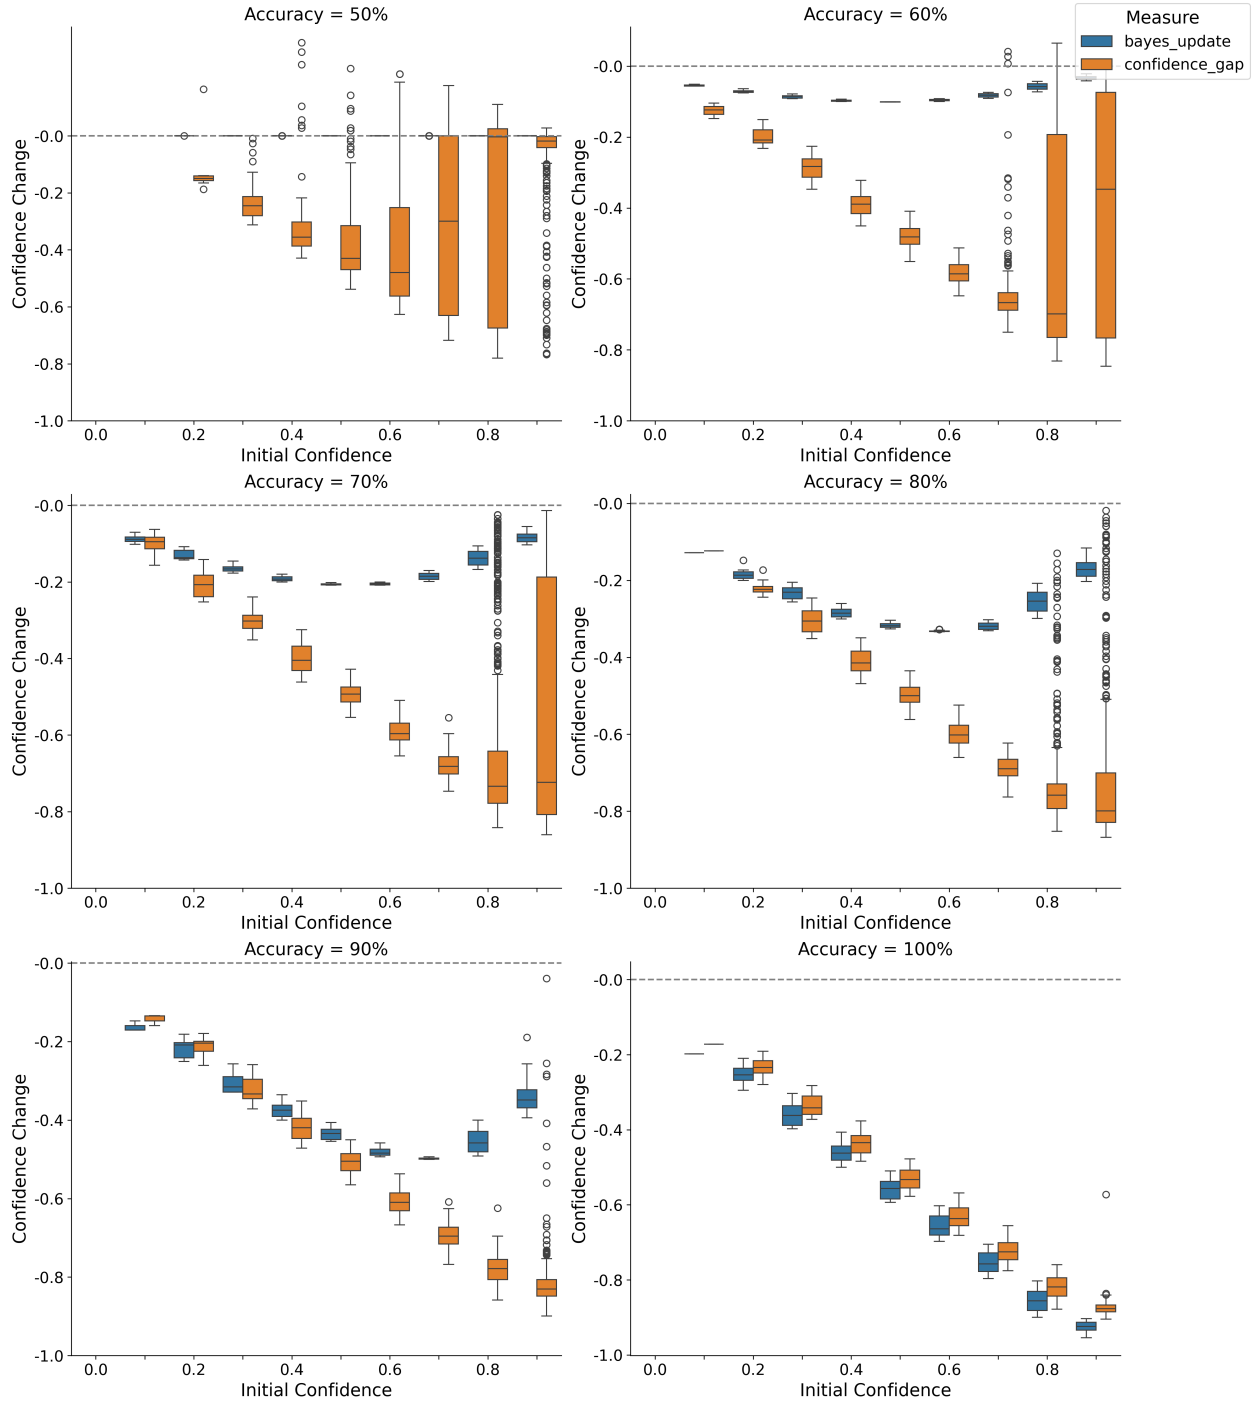 Accuracy = 50%
-0.0
-0.2
-0.4
-0.6
-0.8
-1.0
Confidence Change
0.0 0.2 0.4 0.6 0.8
Initial Confidence
Accuracy = 60%
Measure
bayes_update
confidence_gap
-0.0
-0.2
-0.4
-0.6
-0.8
-1.0
Confidence Change
0.0 0.2 0.4 0.6 0.8
Initial Confidence
Accuracy = 70%
-0.0
-0.2
-0.4
-0.6
-0.8
-1.0
Confidence Change
0.0 0.2 0.4 0.6 0.8
Initial Confidence
Accuracy = 80%
-0.0
-0.2
-0.4
-0.6
-0.8
-1.0
Confidence Change
0.0 0.2 0.4 0.6 0.8
Initial Confidence
Accuracy = 90%
-0.0
-0.2
-0.4
-0.6
-0.8
-1.0
Confidence Change
0.0 0.2 0.4 0.6 0.8
Initial Confidence
Accuracy = 100%
-0.0
-0.2
-0.4
-0.6
-0.8
-1.0
Confidence Change
0.0 0.2 0.4 0.6 0.8
Initial Confidence